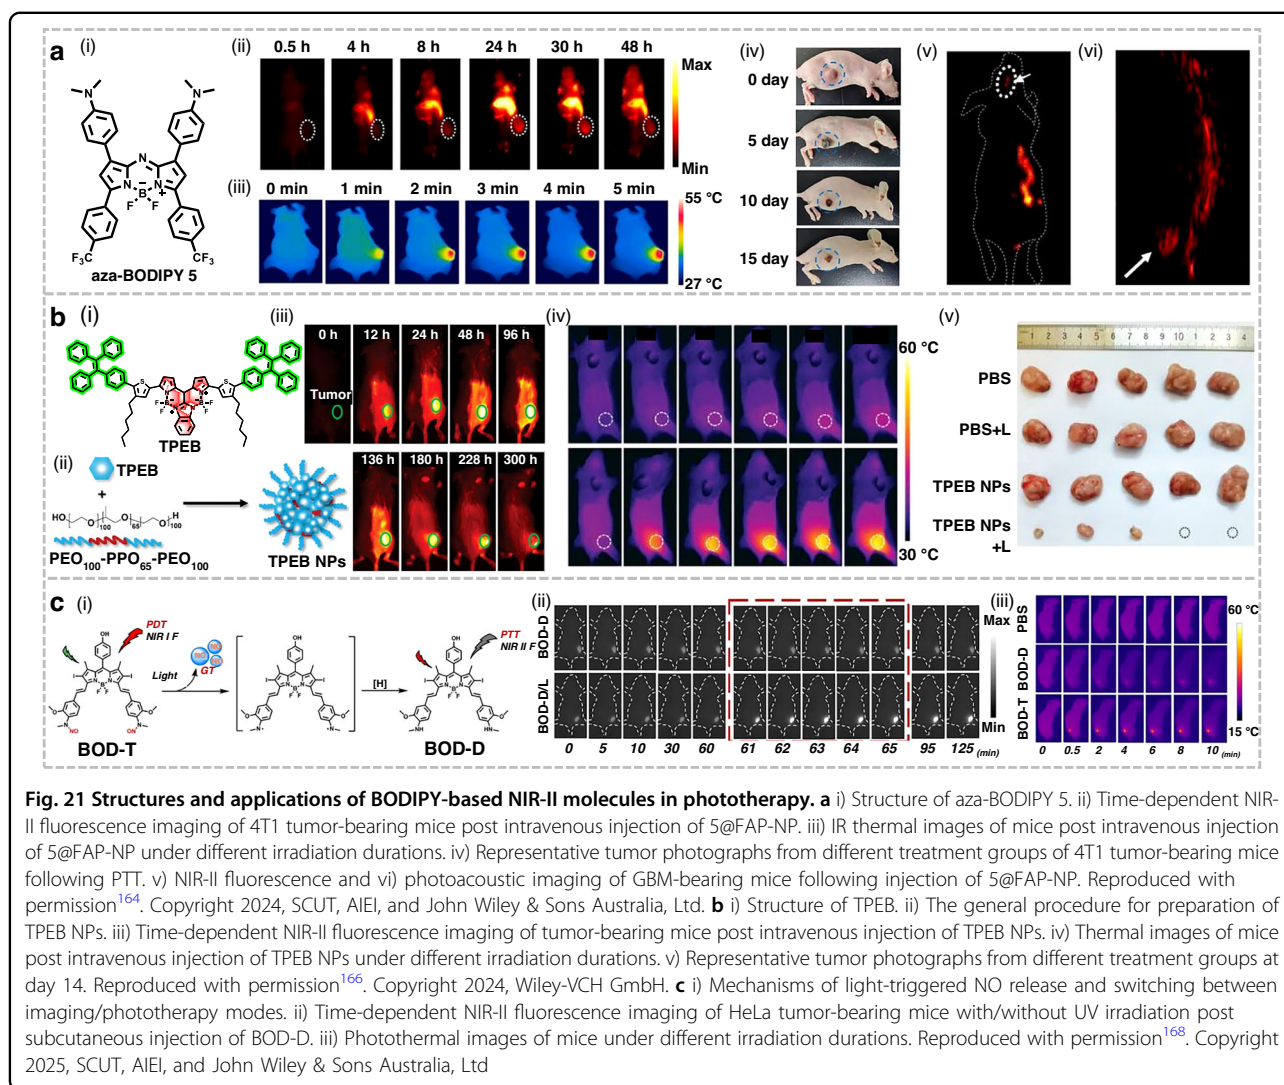 a (i) (ii) 0.5 h 4 h 8 h 24 h 30 h 48 h (iv) (v) (vi)
Max
Min
0 day
5 day
10 day
15 day
N N
N
N N
B
F F
F₃C CF₃
aza-BODIPY 5
(iii) 0 min 1 min 2 min 3 min 4 min 5 min
55 °C
27 °C
b (i) (iii) 0 h 12 h 24 h 48 h 96 h (iv) (v)
Tumor
136 h 180 h 228 h 300 h
60 °C
30 °C
S S
TPEB
(ii) TPEB
+
HO O 100 O 65 O H 100
PEO₁₀₀-PPO₆₅-PEO₁₀₀
TPEB NPs
PBS
PBS+L
TPEB NPs
TPEB NPs
+L
c (i) (ii) (iii)
PDT
NIR I F
OH
NO NO NO
GT
Light
[H]
PTT
NIR II F
OH
OH
BOD-T
BOD-D
BOD-D
BOD-D/L
Max
Min
0 5 10 30 60 61 62 63 64 65 95 125 (min)
PBS
BOD-D
BOD-T
60 °C
15 °C
0 0.5 2 4 6 8 10 (min)
Fig. 21 Structures and applications of BODIPY-based NIR-II molecules in phototherapy. a i) Structure of aza-BODIPY 5. ii) Time-dependent NIR-
II fluorescence imaging of 4T1 tumor-bearing mice post intravenous injection of 5@FAP-NP. iii) IR thermal images of mice post intravenous injection
of 5@FAP-NP under different irradiation durations. iv) Representative tumor photographs from different treatment groups of 4T1 tumor-bearing mice
following PTT. v) NIR-II fluorescence and vi) photoacoustic imaging of GBM-bearing mice following injection of 5@FAP-NP. Reproduced with
permission¹⁶⁴. Copyright 2024, SCUT, AIEI, and John Wiley & Sons Australia, Ltd. b i) Structure of TPEB. ii) The general procedure for preparation of
TPEB NPs. iii) Time-dependent NIR-II fluorescence imaging of tumor-bearing mice post intravenous injection of TPEB NPs. iv) Thermal images of mice
post intravenous injection of TPEB NPs under different irradiation durations. v) Representative tumor photographs from different treatment groups at
day 14. Reproduced with permission¹⁶⁶. Copyright 2024, Wiley-VCH GmbH. c i) Mechanisms of light-triggered NO release and switching between
imaging/phototherapy modes. ii) Time-dependent NIR-II fluorescence imaging of HeLa tumor-bearing mice with/without UV irradiation post
subcutaneous injection of BOD-D. iii) Photothermal images of mice under different irradiation durations. Reproduced with permission¹⁶⁸. Copyright
2025, SCUT, AIEI, and John Wiley & Sons Australia, Ltd